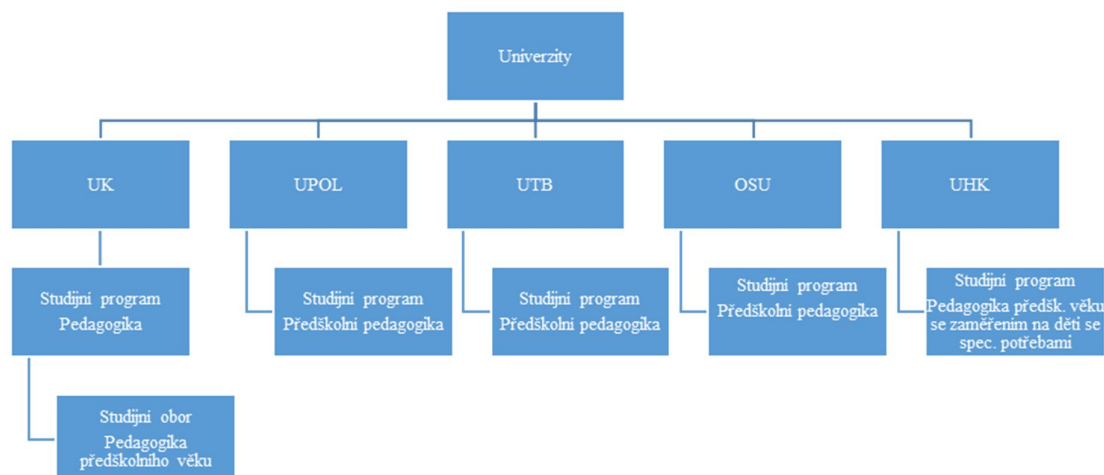 Univerzity
UK
UPOL
UTB
OSU
UHK
Studijní program
Pedagogika
Studijní program
Předškolní pedagogika
Studijní program
Předškolní pedagogika
Studijní program
Předškolní pedagogika
Studijní program
Pedagogika předšk. věku
se zaměřením na děti se
spec. potřebami
Studijní obor
Pedagogika
předškolního věku